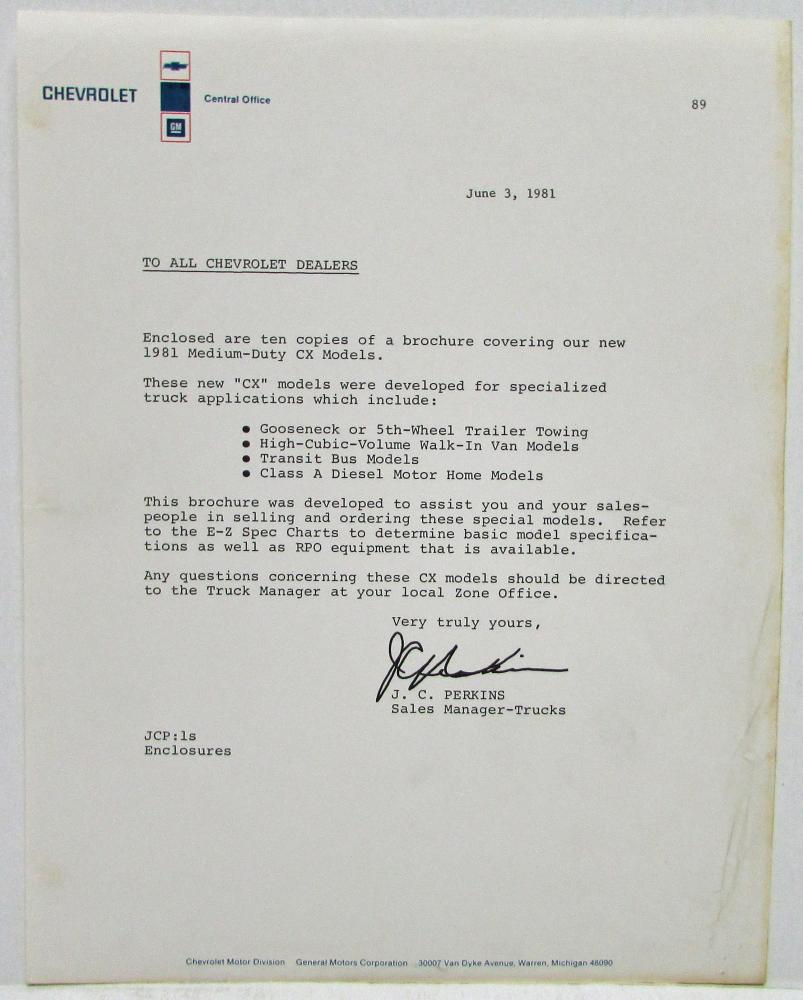 CHEVROLET
Central Office
GM
89
June 3, 1981
TO ALL CHEVROLET DEALERS
Enclosed are ten copies of a brochure covering our new
1981 Medium-Duty CX Models.
These new "CX" models were developed for specialized
truck applications which include:
● Gooseneck or 5th-Wheel Trailer Towing
● High-Cubic-Volume Walk-In Van Models
● Transit Bus Models
● Class A Diesel Motor Home Models
This brochure was developed to assist you and your sales-
people in selling and ordering these special models.  Refer
to the E-Z Spec Charts to determine basic model specifica-
tions as well as RPO equipment that is available.
Any questions concerning these CX models should be directed
to the Truck Manager at your local Zone Office.
Very truly yours,
JCPerkins
J. C. PERKINS
Sales Manager-Trucks
JCP:ls
Enclosures
Chevrolet Motor Division   General Motors Corporation   30007 Van Dyke Avenue, Warren, Michigan 48090